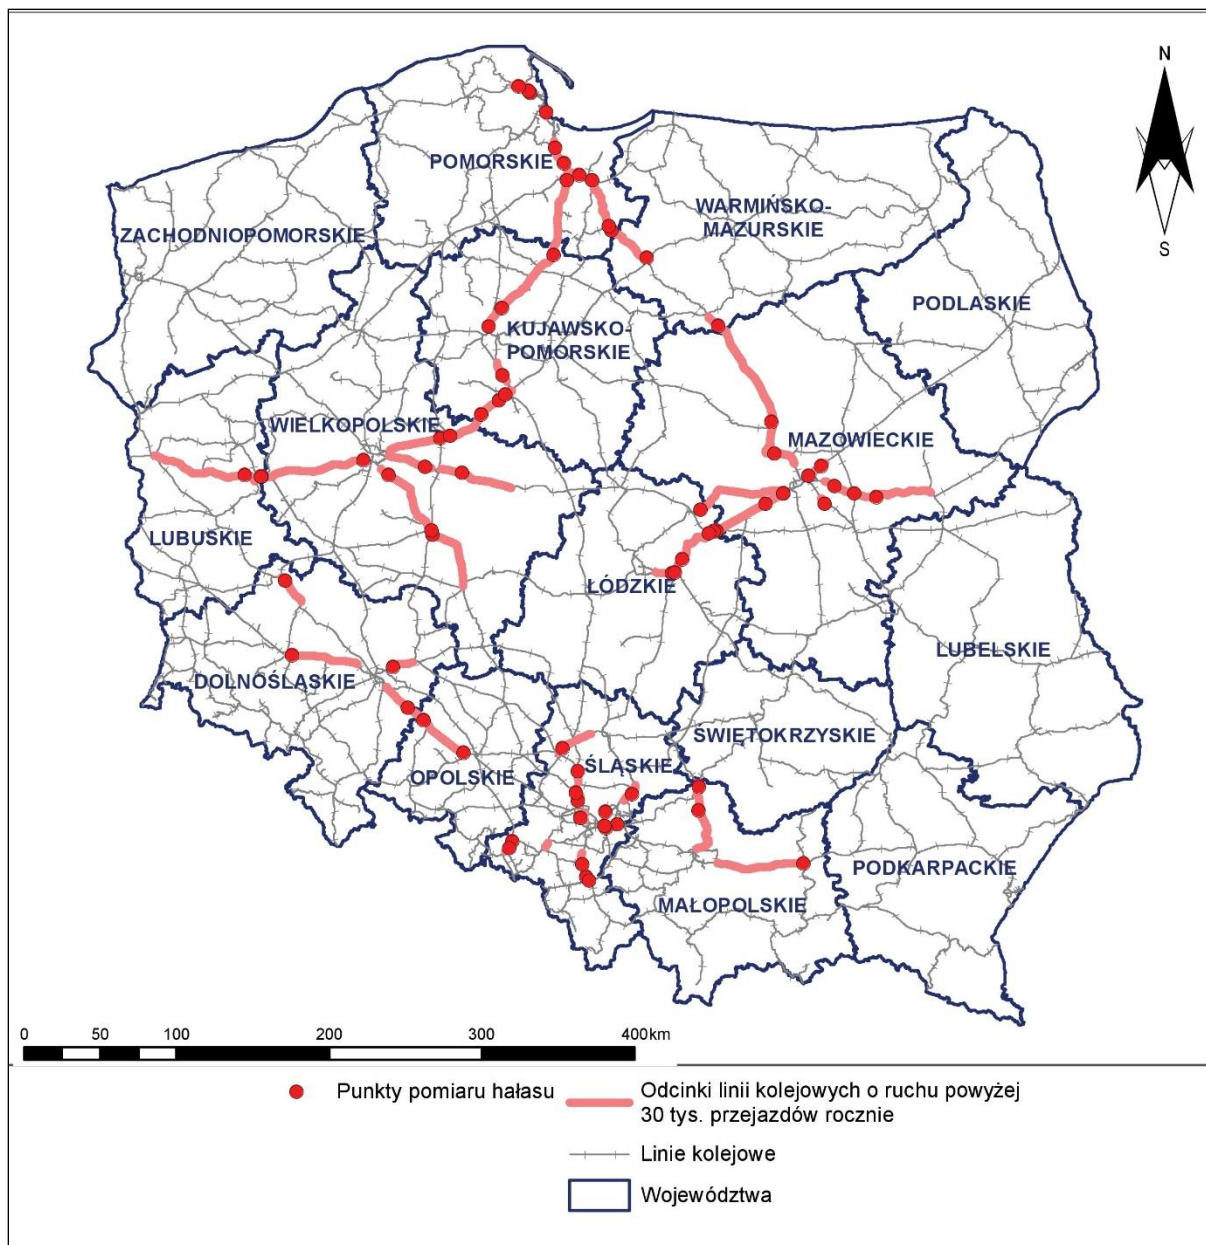 N
S
POMORSKIE
WARMIŃSKO-
MAZURSKIE
ZACHODNIOPOMORSKIE
PODLASKIE
KUJAWSKO-
POMORSKIE
WIELKOPOLSKIE
MAZOWIECKIE
LUBUSKIE
ŁÓDZKIE
LUBELSKIE
DOLNOŚLĄSKIE
ŚWIĘTOKRZYSKIE
OPOLSKIE
ŚLĄSKIE
PODKARPACKIE
MAŁOPOLSKIE
0 50 100 200 300 400km
Punkty pomiaru hałasu
Odcinki linii kolejowych o ruchu powyżej
30 tys. przejazdów rocznie
Linie kolejowe
Województwa